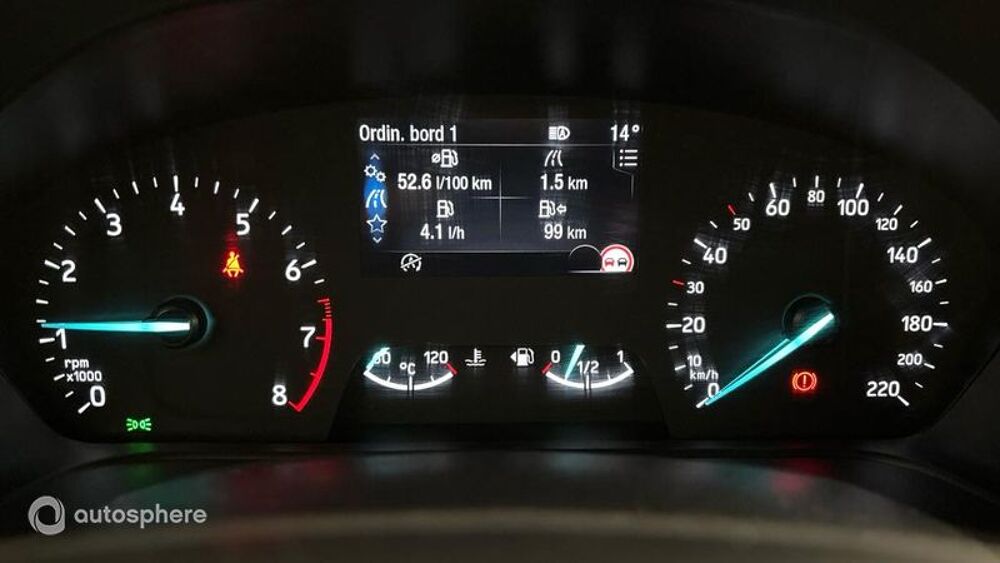 Ordin. bord 1 14°
52.6 l/100 km 1.5 km
4.1 l/h 99 km
0 1 2 3 4 5 6 7 8
rpm
x1000
60 120
°C
0 1/2 1
0 10 20 30 40 50 60 80 100 120 140 160 180 200 220
km/h
autosphere